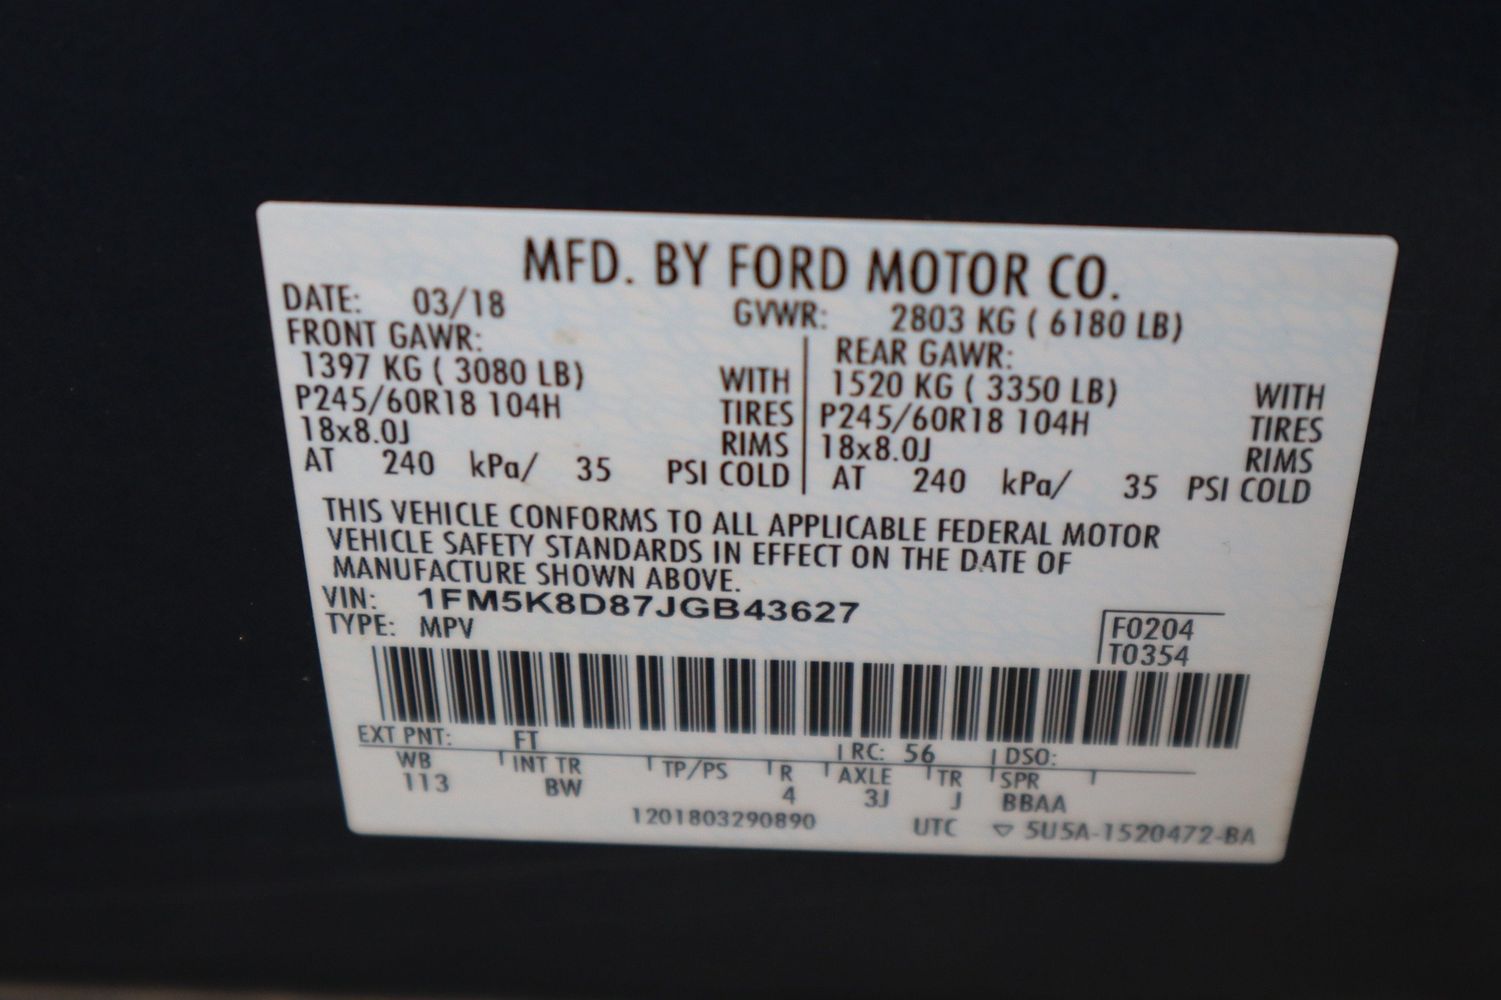 MFD. BY FORD MOTOR CO.
DATE: 03/18 GVWR: 2803 KG ( 6180 LB)
FRONT GAWR: REAR GAWR:
1397 KG ( 3080 LB) WITH 1520 KG ( 3350 LB) WITH
P245/60R18 104H TIRES P245/60R18 104H TIRES
18x8.0J RIMS 18x8.0J RIMS
AT 240 kPa/ 35 PSI COLD AT 240 kPa/ 35 PSI COLD
THIS VEHICLE CONFORMS TO ALL APPLICABLE FEDERAL MOTOR
VEHICLE SAFETY STANDARDS IN EFFECT ON THE DATE OF
MANUFACTURE SHOWN ABOVE.
VIN: 1FM5K8D87JGB43627
TYPE: MPV F0204
T0354
EXT PNT: FT RC: 56 DSO:
WB INT TR TP/PS R AXLE TR SPR
113 BW 4 3J J BBAA
1201803290890 UTC ▽ 5U5A-1520472-BA